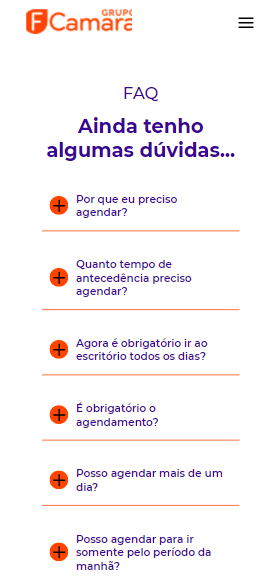 GRUPO
FCamara
FAQ
Ainda tenho
algumas dúvidas...
Por que eu preciso
agendar?
Quanto tempo de
antecedência preciso
agendar?
Agora é obrigatório ir ao
escritório todos os dias?
É obrigatório o
agendamento?
Posso agendar mais de um
dia?
Posso agendar para ir
somente pelo período da
manhã?